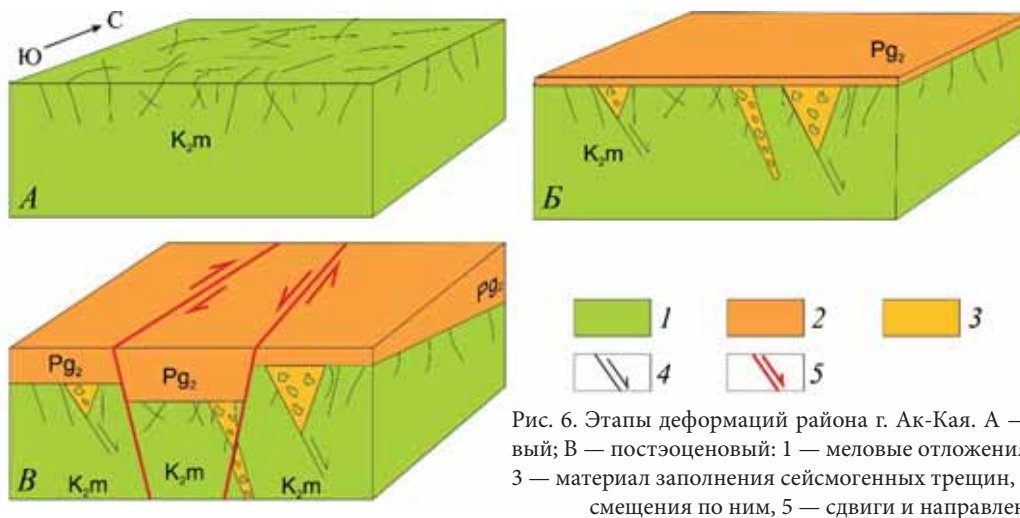 С
Ю
K₂m
А
Pg₂
K₂m
Б
Pg₂
Pg₂
Pg₂
K₂m
K₂m
K₂m
В
1
2
3
4
5
Рис. 6. Этапы деформаций района г. Ак-Кая. А —
вый; В — постэоценовый: 1 — меловые отложения
3 — материал заполнения сейсмогенных трещин,
смещения по ним, 5 — сдвиги и направлен